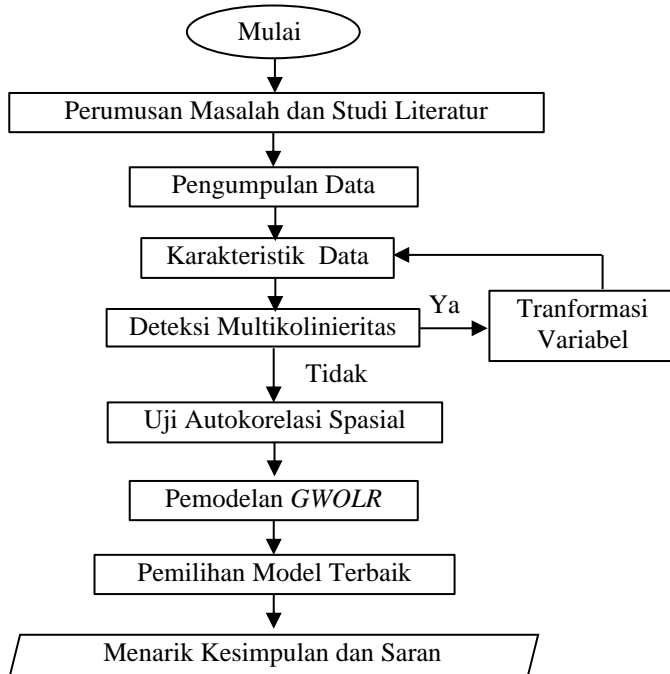 Mulai
Perumusan Masalah dan Studi Literatur
Pengumpulan Data
Karakteristik Data
Deteksi Multikolinieritas
Ya
Tranformasi
Variabel
Tidak
Uji Autokorelasi Spasial
Pemodelan GWOLR
Pemilihan Model Terbaik
Menarik Kesimpulan dan Saran